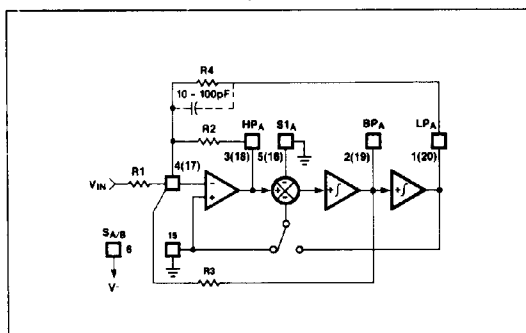 R4
10 - 100pF
R2
HPA
S1A
BPA
LPA
3(18)
5(16)
2(19)
1(20)
R1
4(17)
VIN
SA/B
6
V-
15
R3